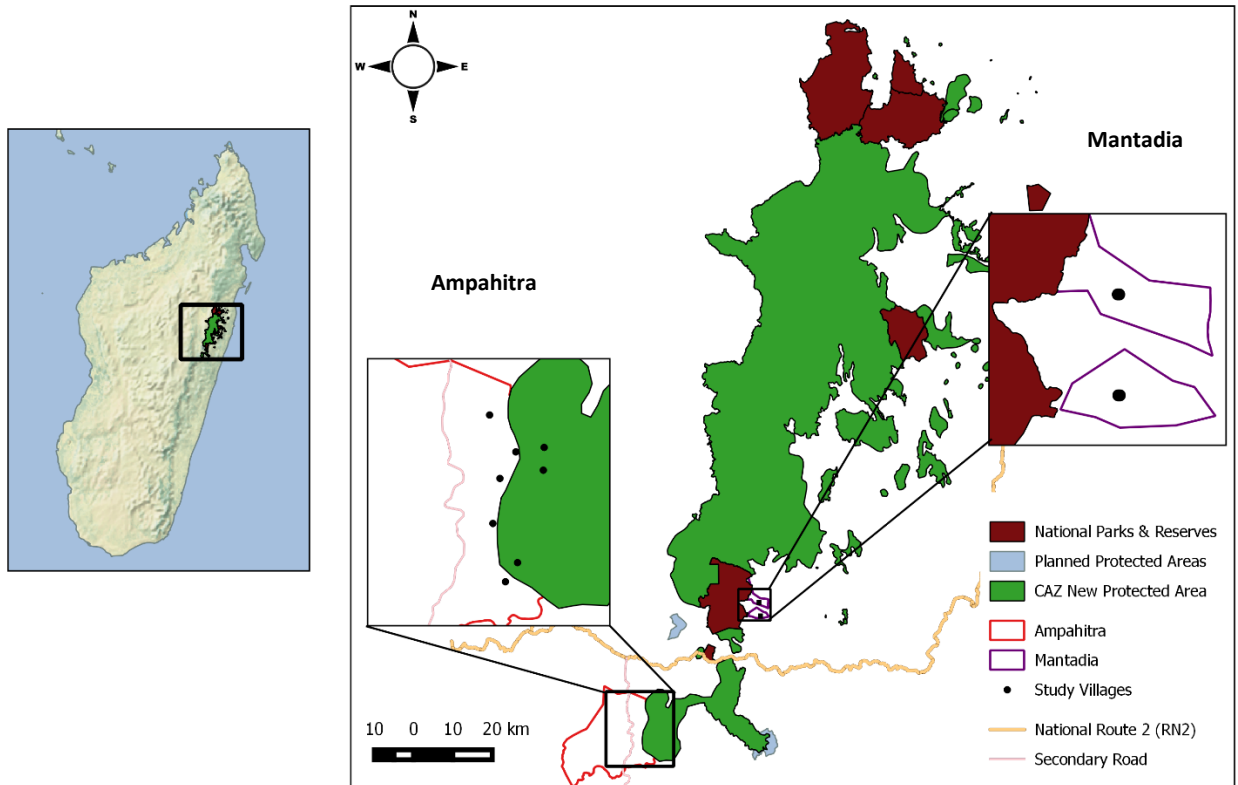 N
W E
S
Mantadia
Ampahitra
National Parks & Reserves
Planned Protected Areas
CAZ New Protected Area
Ampahitra
Mantadia
Study Villages
National Route 2 (RN2)
Secondary Road
10 0 10 20 km